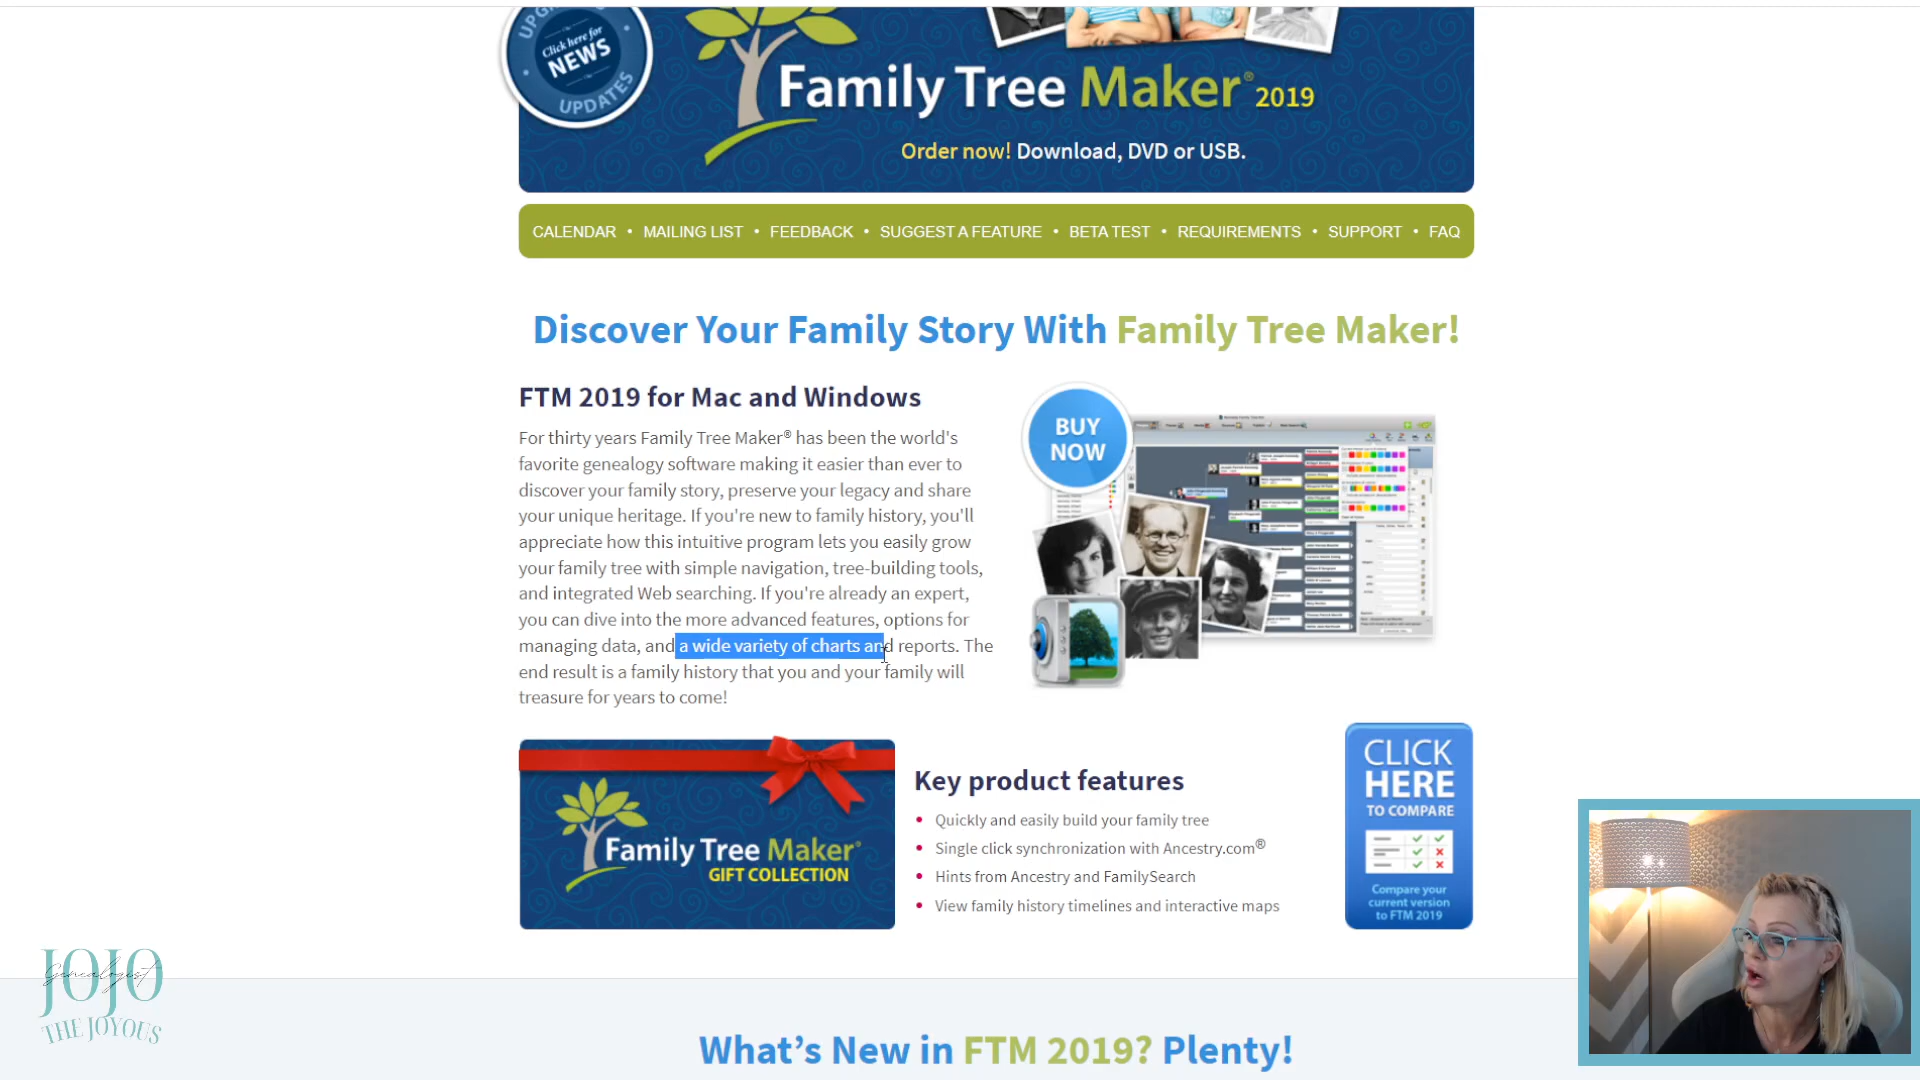 Click here for
NEWS
UPDATES
Family Tree Maker® 2019
Order now! Download, DVD or USB.
CALENDAR • MAILING LIST • FEEDBACK • SUGGEST A FEATURE • BETA TEST • REQUIREMENTS • SUPPORT • FAQ
Discover Your Family Story With Family Tree Maker!
FTM 2019 for Mac and Windows
For thirty years Family Tree Maker® has been the world's
favorite genealogy software making it easier than ever to
discover your family story, preserve your legacy and share
your unique heritage. If you're new to family history, you'll
appreciate how this intuitive program lets you easily grow
your family tree with simple navigation, tree-building tools,
and integrated Web searching. If you're already an expert,
you can dive into the more advanced features, options for
managing data, and a wide variety of charts and reports. The
end result is a family history that you and your family will
treasure for years to come!
BUY
NOW
Family Tree Maker®
GIFT COLLECTION
Key product features
• Quickly and easily build your family tree
• Single click synchronization with Ancestry.com®
• Hints from Ancestry and FamilySearch
• View family history timelines and interactive maps
CLICK
HERE
TO COMPARE
Compare your
current version
to FTM 2019
JOJO
Genealogist
THE JOYOUS
What's New in FTM 2019? Plenty!